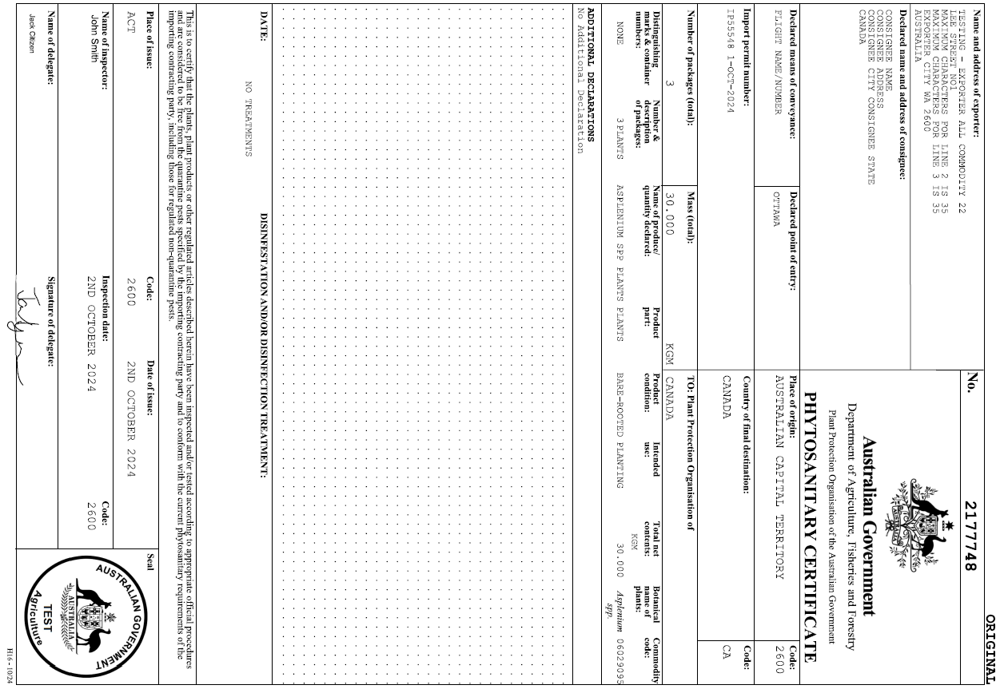 ORIGINAL
Name and address of exporter:
TESTING - EXPORTER ALL COMMODITY 22
LEE STREET NO1
MAXIMUM CHARACTERS FOR LINE 2 IS 35
MAXIMUM CHARACTERS FOR LINE 3 IS 35
EXPORTER CITY WA 2600
AUSTRALIA
No. 2177748
AUSTRALIA
Australian Government
Department of Agriculture, Fisheries and Forestry
Plant Protection Organisation of the Australian Government
PHYTOSANITARY CERTIFICATE
Declared name and address of consignee:
CONSIGNEE NAME
CONSIGNEE ADDRESS
CONSIGNEE CITY CONSIGNEE STATE
CANADA
Declared means of conveyance:
FLIGHT NAME/NUMBER
Declared point of entry:
OTTAWA
Place of origin:
AUSTRALIAN CAPITAL TERRITORY
Code:
2600
Import permit number:
IP5548 1-OCT-2024
Country of final destination:
CANADA
Code:
CA
Number of packages (total):
3
Mass (total):
30.000 KGM
TO: Plant Protection Organisation of
CANADA
Distinguishing marks & container numbers:
Number & description of packages:
Name of produce/ quantity declared:
Product part:
Product condition:
Intended use:
Total net contents:
KGM
Botanical name of plants:
Commodity code:
NONE 3 PLANTS ASPLENIUM SPP PLANTS PLANTS BARE-ROOTED PLANTING 30.000 Asplenium spp. 06029095
ADDITIONAL DECLARATIONS
No Additional Declaration
DISINFESTATION AND/OR DISINFECTION TREATMENT:
DATE:
NO TREATMENTS
This is to certify that the plants, plant products or other regulated articles described herein have been inspected and/or tested according to appropriate official procedures
and are considered to be free from the quarantine pests specified by the importing contracting party and to conform with the current phytosanitary requirements of the
importing contracting party, including those for regulated non-quarantine pests.
Place of issue:
ACT
Code:
2600
Date of issue:
2ND OCTOBER 2024
Seal
Name of inspector:
John Smith
Inspection date:
2ND OCTOBER 2024
Code:
2600
Name of delegate:
Jack Citizen
Signature of delegate:
AUSTRALIAN GOVERNMENT
AUSTRALIA
TEST
Agriculture
H16 - 10/24